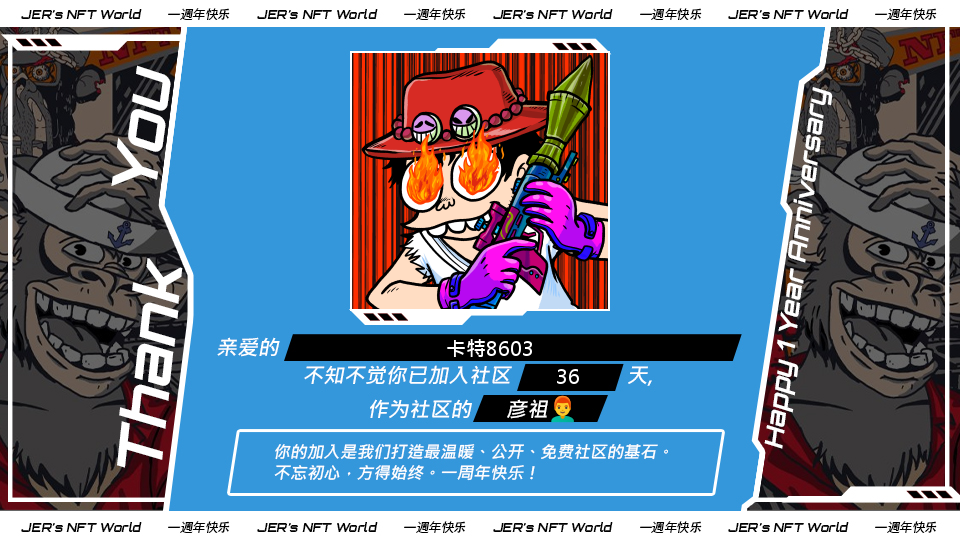 JER's NFT World 一週年快乐 JER's NFT World 一週年快乐 JER's NFT World 一週年快乐 JER's NFT World 一週年快乐
Thank You
亲爱的 卡特8603
不知不觉你已加入社区 36 天,
作为社区的 彦祖👨‍🦰
你的加入是我们打造最温暖、公开、免费社区的基石。
不忘初心，方得始终。一周年快乐！
Happy 1 Year Anniversary
JER's NFT World 一週年快乐 JER's NFT World 一週年快乐 JER's NFT World 一週年快乐 JER's NFT World 一週年快乐